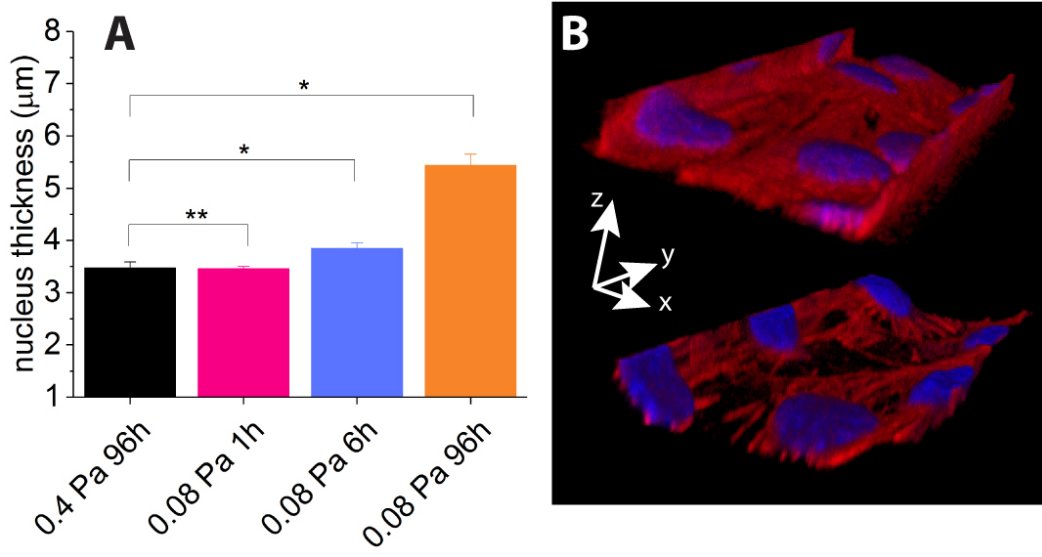 A
B
nucleus thickness (μm)
8
7
6
5
4
3
2
1
*
*
**
0.4 Pa 96h
0.08 Pa 1h
0.08 Pa 6h
0.08 Pa 96h
z
y
x